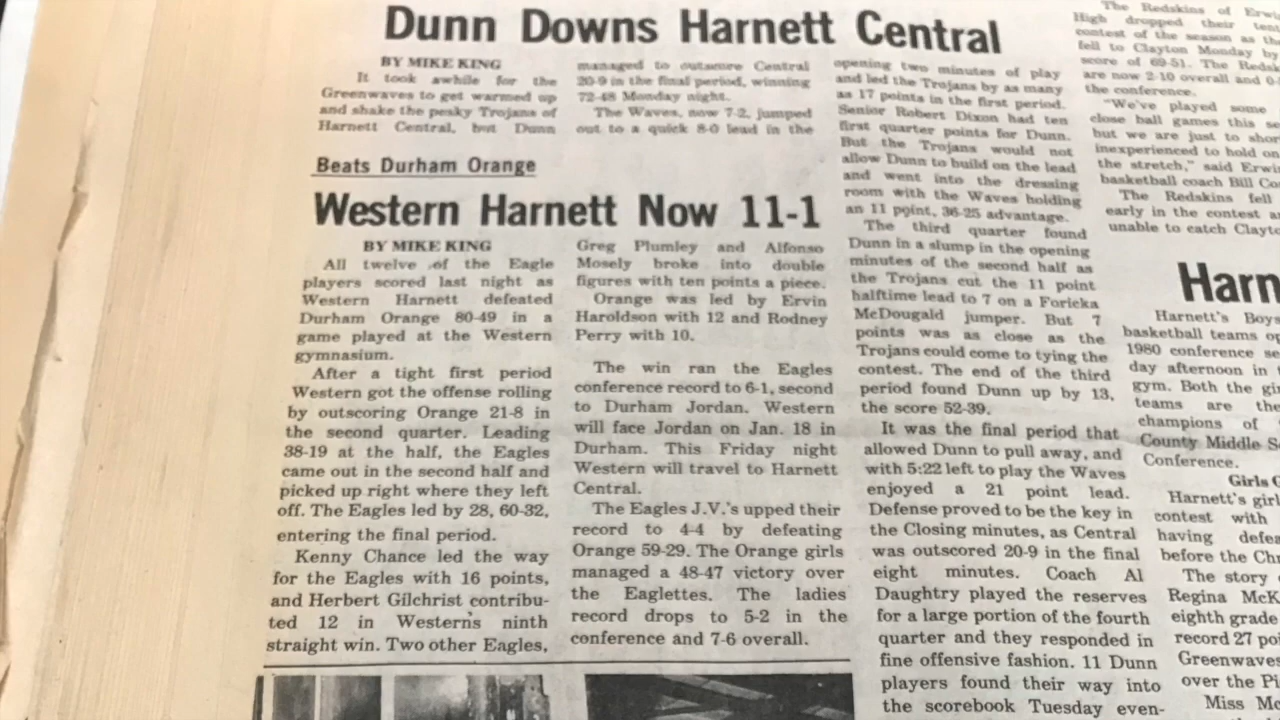 Dunn Downs Harnett Central
BY MIKE KING
It took awhile for the
Greenwaves to get warmed up
and shake the pesky Trojans of
Harnett Central, but Dunn
managed to outscore Central
20-9 in the final period, winning
72-48 Monday night.
The Waves, now 7-2, jumped
out to a quick 8-0 lead in the
opening two minutes of play
and led the Trojans by as many
as 17 points in the first period.
Senior Robert Dixon had ten
first quarter points for Dunn.
But the Trojans would not
allow Dunn to build on the lead
and went into the dressing
room with the Waves holding
an 11 point, 36-25 advantage.
The third quarter found
Dunn in a slump in the opening
minutes of the second half as
the Trojans cut the 11 point
halftime lead to 7 on a Foricka
McDougald jumper. But 7
points was as close as the
Trojans could come to tying the
contest. The end of the third
period found Dunn up by 13,
the score 52-39.
It was the final period that
allowed Dunn to pull away, and
with 5:22 left to play the Waves
enjoyed a 21 point lead.
Defense proved to be the key in
the Closing minutes, as Central
was outscored 20-9 in the final
eight minutes. Coach Al
Daughtry played the reserves
for a large portion of the fourth
quarter and they responded in
fine offensive fashion. 11 Dunn
players found their way into
the scorebook Tuesday even-
Beats Durham Orange
Western Harnett Now 11-1
BY MIKE KING
All twelve of the Eagle
players scored last night as
Western Harnett defeated
Durham Orange 80-49 in a
game played at the Western
gymnasium.
After a tight first period
Western got the offense rolling
by outscoring Orange 21-8 in
the second quarter. Leading
38-19 at the half, the Eagles
came out in the second half and
picked up right where they left
off. The Eagles led by 28, 60-32,
entering the final period.
Kenny Chance led the way
for the Eagles with 16 points,
and Herbert Gilchrist contribu-
ted 12 in Western's ninth
straight win. Two other Eagles,
Greg Plumley and Alfonso
Mosely broke into double
figures with ten points a piece.
Orange was led by Ervin
Haroldson with 12 and Rodney
Perry with 10.
The win ran the Eagles
conference record to 6-1, second
to Durham Jordan. Western
will face Jordan on Jan. 18 in
Durham. This Friday night
Western will travel to Harnett
Central.
The Eagles J.V.'s upped their
record to 4-4 by defeating
Orange 59-29. The Orange girls
managed a 48-47 victory over
the Eaglettes. The ladies
record drops to 5-2 in the
conference and 7-6 overall.
The Redskins of
High dropped their
contest of the season as
fell to Clayton Monday by
score of 69-51. The
are now 2-10 overall and
the conference.
"We've played some
close ball games this
but we are just to
inexperienced to hold on
the stretch," said
basketball coach Bill
The Redskins fell
early in the contest
unable to catch
Harn
Harnett's Boys
basketball teams
1980 conference
day afternoon in
gym. Both the
teams are
champions of
County Middle
Conference.
Girls
Harnett's
contest with
having
before the
The story
Regina
eighth grade
record 27
Greenwaves
over the
Miss